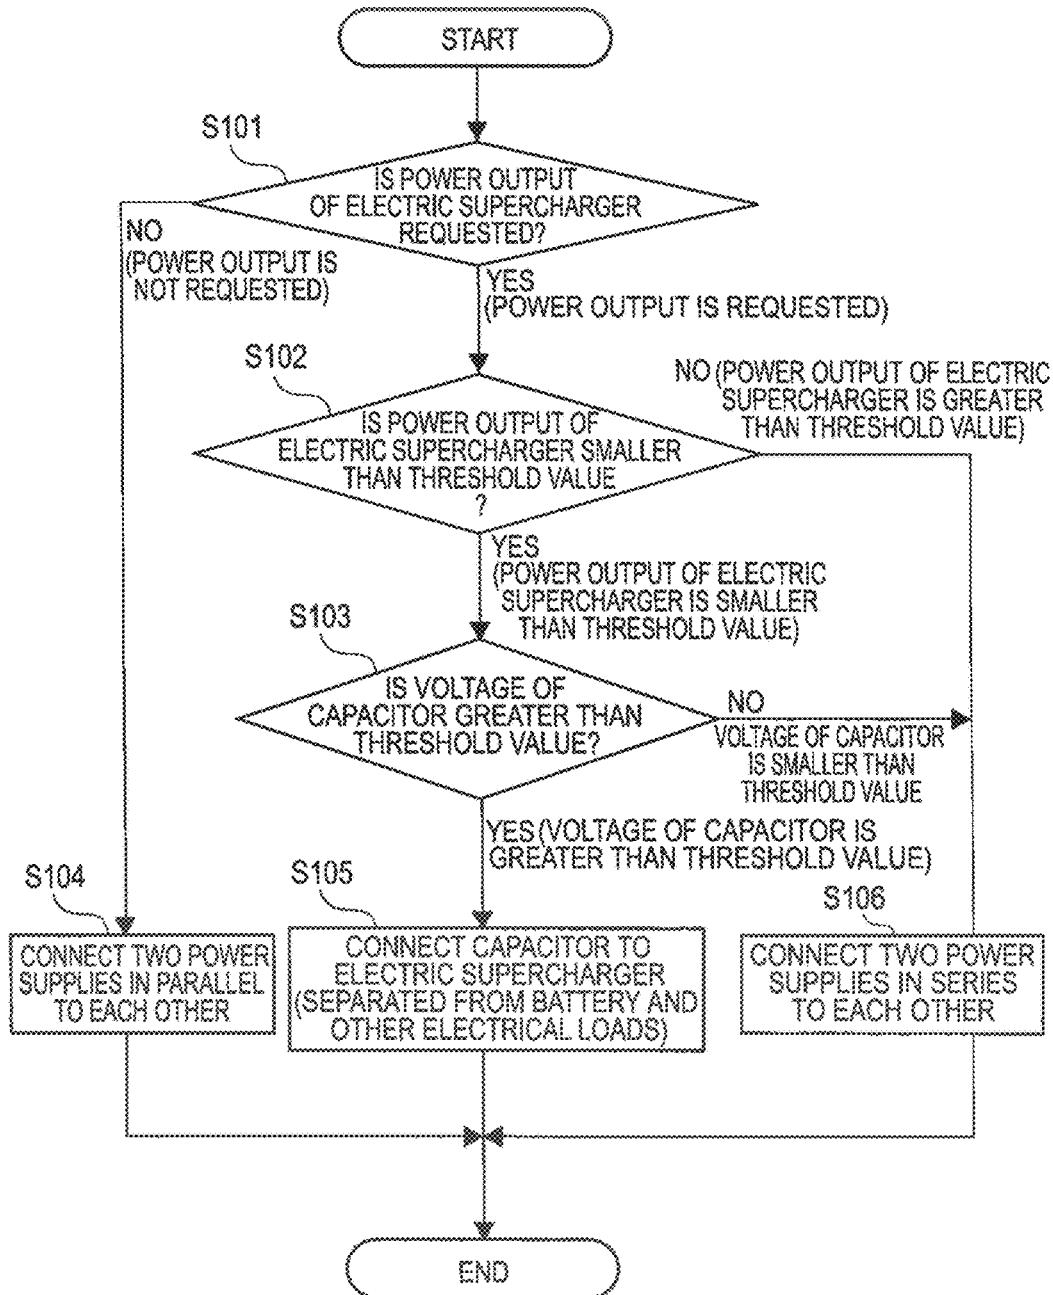 START
S101
IS POWER OUTPUT
OF ELECTRIC SUPERCHARGER
REQUESTED?
NO
(POWER OUTPUT IS
NOT REQUESTED)
YES
(POWER OUTPUT IS REQUESTED)
S102
NO (POWER OUTPUT OF ELECTRIC
SUPERCHARGER IS GREATER
THAN THRESHOLD VALUE)
IS POWER OUTPUT OF
ELECTRIC SUPERCHARGER SMALLER
THAN THRESHOLD VALUE
?
YES
(POWER OUTPUT OF ELECTRIC
SUPERCHARGER IS SMALLER
THAN THRESHOLD VALUE)
S103
IS VOLTAGE OF
CAPACITOR GREATER THAN
THRESHOLD VALUE?
NO
VOLTAGE OF CAPACITOR
IS SMALLER THAN
THRESHOLD VALUE
YES (VOLTAGE OF CAPACITOR IS
GREATER THAN THRESHOLD VALUE)
S104
CONNECT TWO POWER
SUPPLIES IN PARALLEL
TO EACH OTHER
S105
CONNECT CAPACITOR TO
ELECTRIC SUPERCHARGER
(SEPARATED FROM BATTERY AND
OTHER ELECTRICAL LOADS)
S106
CONNECT TWO POWER
SUPPLIES IN SERIES
TO EACH OTHER
END